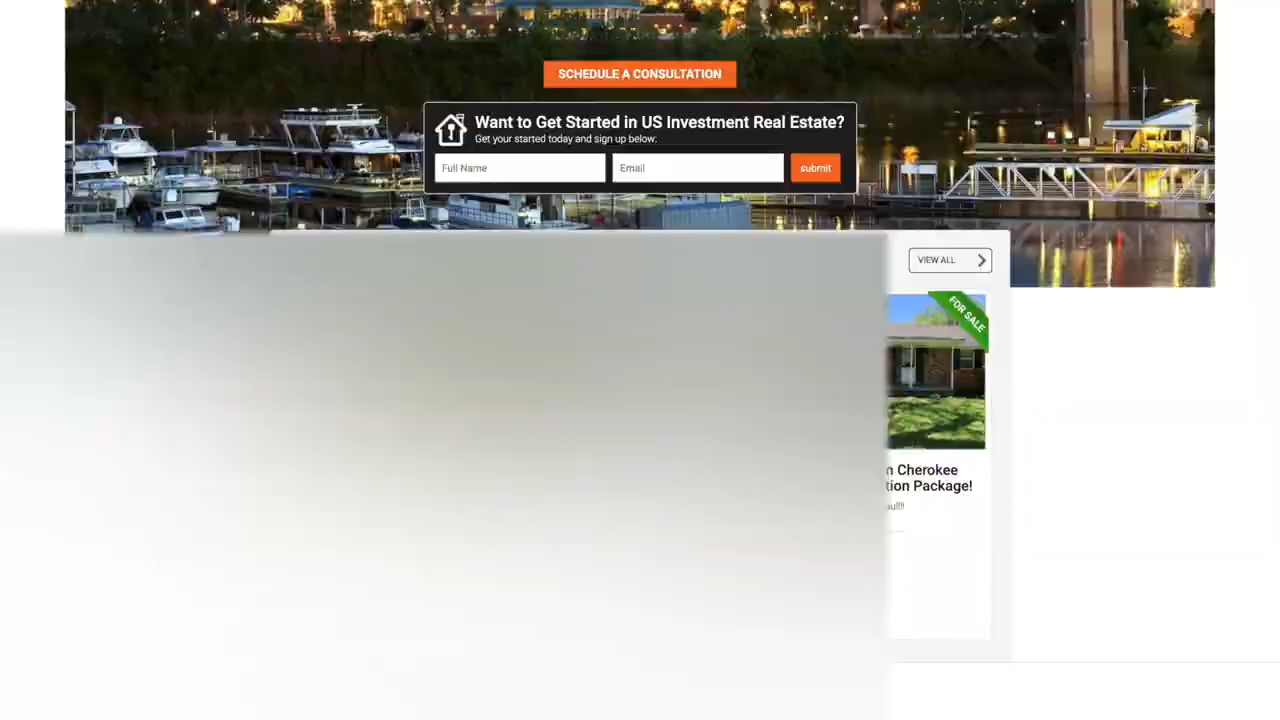 SCHEDULE A CONSULTATION
Want to Get Started in US Investment Real Estate?
Get your started today and sign up below:
Full Name
Email
submit
VIEW ALL
FOR SALE
Cherokee
Package!